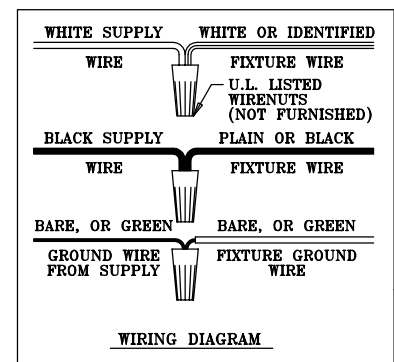 WHITE SUPPLY WHITE OR IDENTIFIED
WIRE FIXTURE WIRE
U.L. LISTED
WIRENUTS
(NOT FURNISHED)
BLACK SUPPLY PLAIN OR BLACK
WIRE FIXTURE WIRE
BARE, OR GREEN BARE, OR GREEN
GROUND WIRE FIXTURE GROUND
FROM SUPPLY WIRE
WIRING DIAGRAM